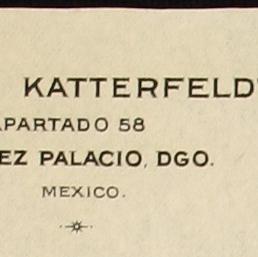 KATTERFELD
APARTADO 58
EZ PALACIO, DGO.
MEXICO.